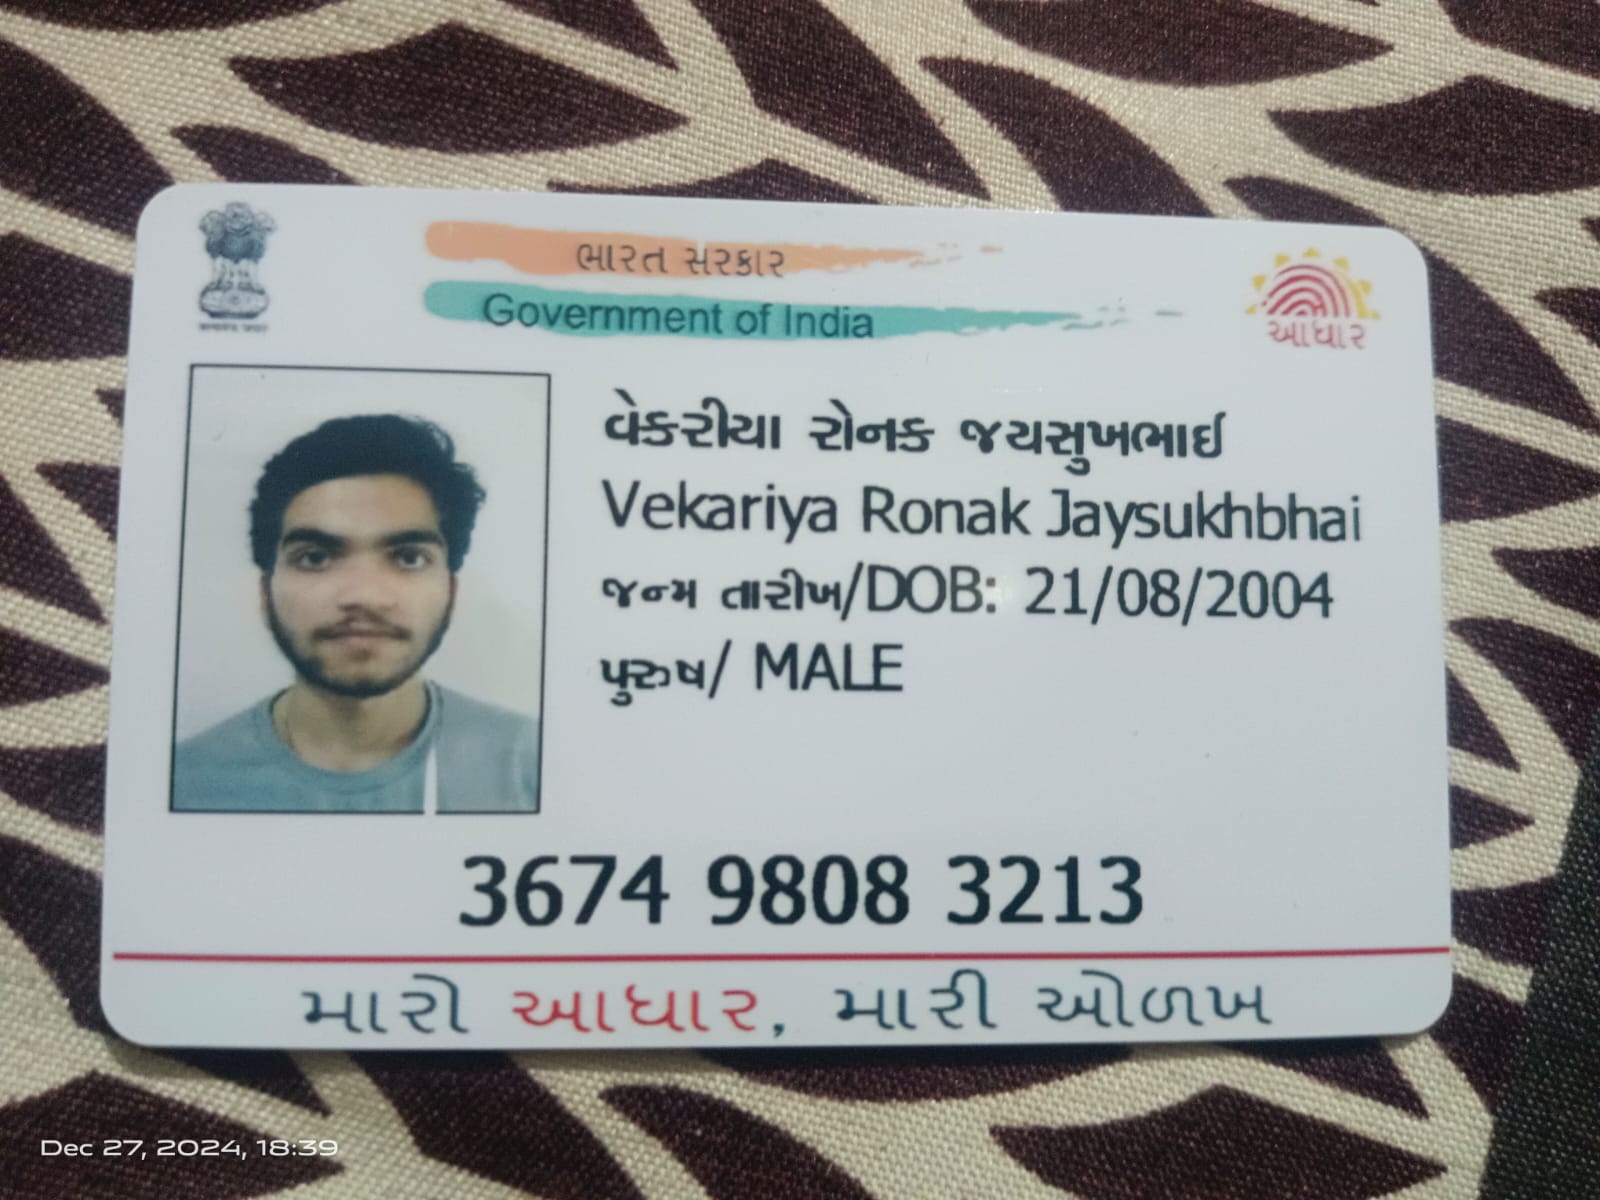 ભારત સરકાર
Government of India
આધાર
વેકરીયા રોનક જયસુખભાઈ
Vekariya Ronak Jaysukhbhai
જન્મ તારીખ/DOB: 21/08/2004
પુરુષ/ MALE
3674 9808 3213
મારો આધાર, મારી ઓળખ
Dec 27, 2024, 18:39